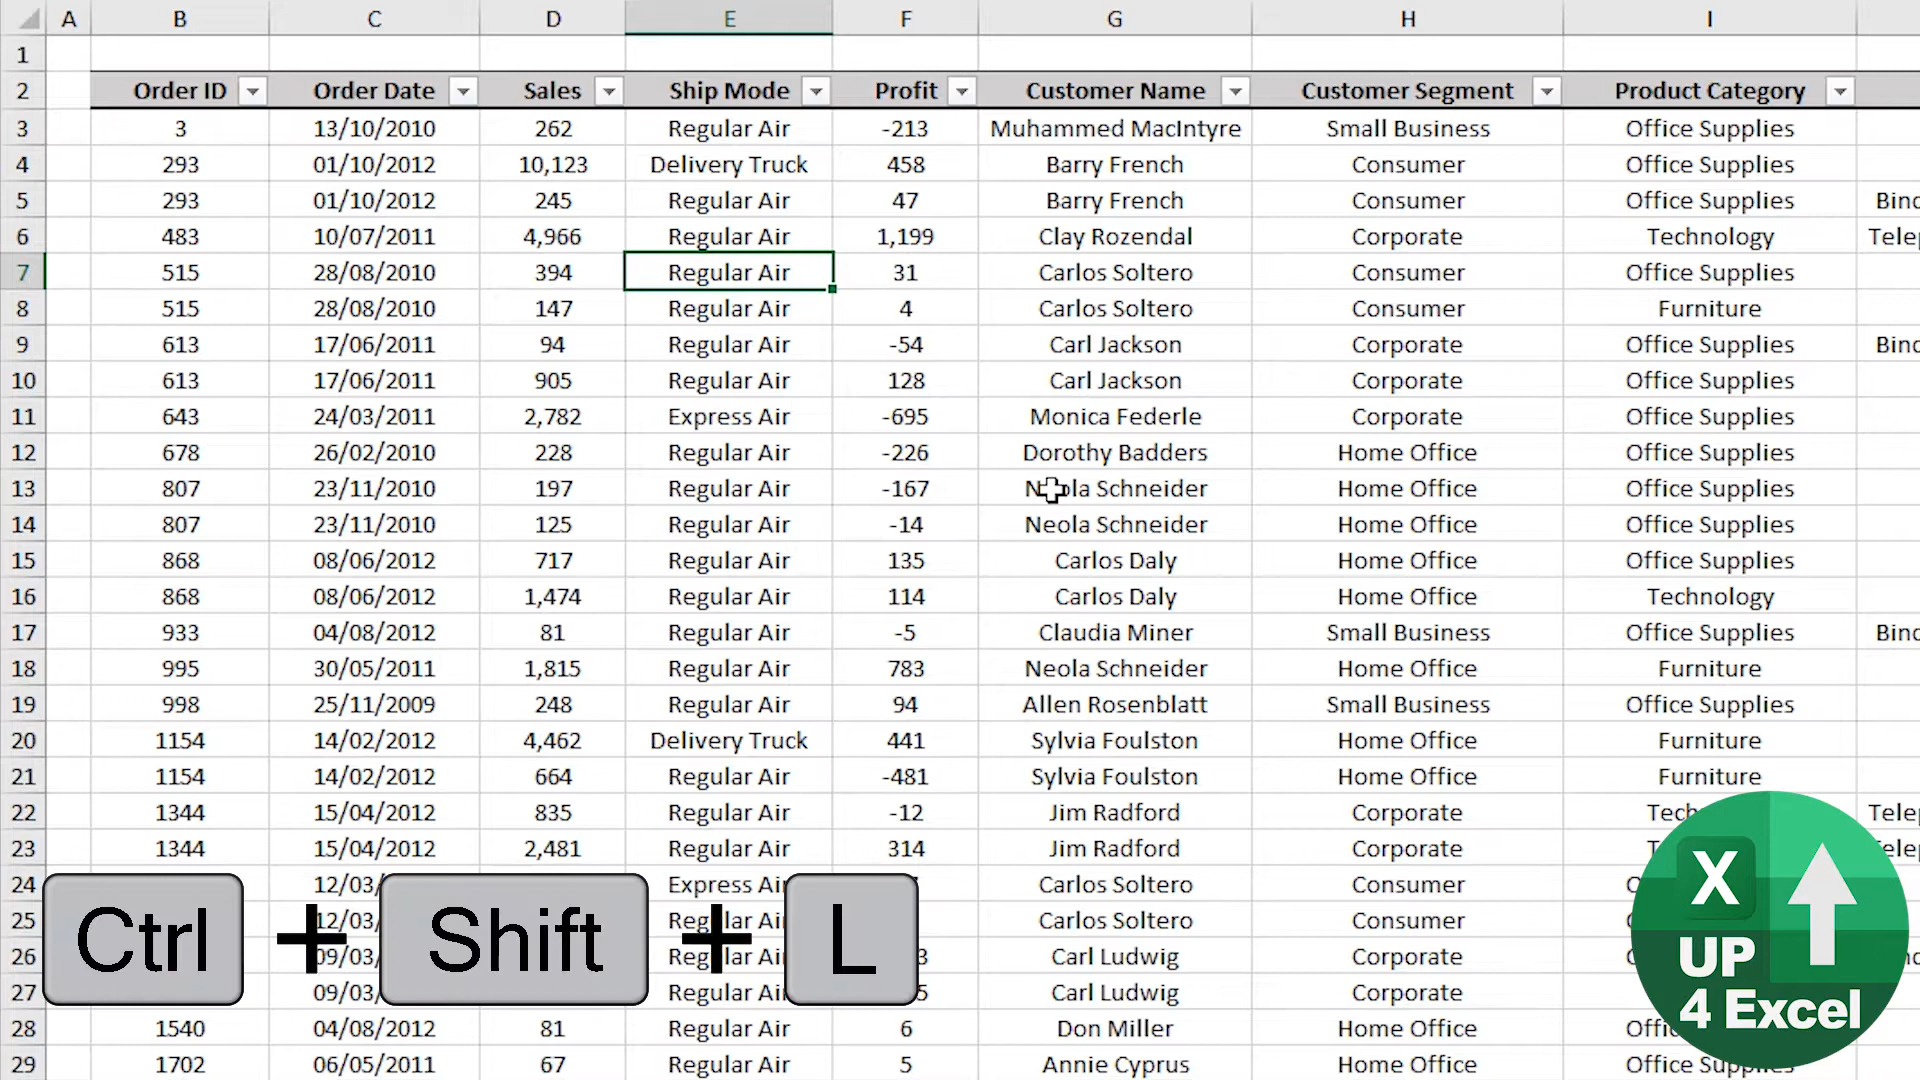 A B C D E F G H I
1
2 Order ID Order Date Sales Ship Mode Profit Customer Name Customer Segment Product Category
3 3 13/10/2010 262 Regular Air -213 Muhammed MacIntyre Small Business Office Supplies
4 293 01/10/2012 10,123 Delivery Truck 458 Barry French Consumer Office Supplies
5 293 01/10/2012 245 Regular Air 47 Barry French Consumer Office Supplies
6 483 10/07/2011 4,966 Regular Air 1,199 Clay Rozendal Corporate Technology
7 515 28/08/2010 394 Regular Air 31 Carlos Soltero Consumer Office Supplies
8 515 28/08/2010 147 Regular Air 4 Carlos Soltero Consumer Furniture
9 613 17/06/2011 94 Regular Air -54 Carl Jackson Corporate Office Supplies
10 613 17/06/2011 905 Regular Air 128 Carl Jackson Corporate Office Supplies
11 643 24/03/2011 2,782 Express Air -695 Monica Federle Corporate Office Supplies
12 678 26/02/2010 228 Regular Air -226 Dorothy Badders Home Office Office Supplies
13 807 23/11/2010 197 Regular Air -167 Neola Schneider Home Office Office Supplies
14 807 23/11/2010 125 Regular Air -14 Neola Schneider Home Office Office Supplies
15 868 08/06/2012 717 Regular Air 135 Carlos Daly Home Office Office Supplies
16 868 08/06/2012 1,474 Regular Air 114 Carlos Daly Home Office Technology
17 933 04/08/2012 81 Regular Air -5 Claudia Miner Small Business Office Supplies
18 995 30/05/2011 1,815 Regular Air 783 Neola Schneider Home Office Furniture
19 998 25/11/2009 248 Regular Air 94 Allen Rosenblatt Small Business Office Supplies
20 1154 14/02/2012 4,462 Delivery Truck 441 Sylvia Foulston Home Office Furniture
21 1154 14/02/2012 664 Regular Air -481 Sylvia Foulston Home Office Furniture
22 1344 15/04/2012 835 Regular Air -12 Jim Radford Corporate
23 1344 15/04/2012 2,481 Regular Air 314 Jim Radford Corporate
24 12/03/ Express Air Carlos Soltero Consumer
25 12/03/ Regular Air Carlos Soltero Consumer
26 09/03/ Regular Air Carl Ludwig Corporate
27 09/03/ Regular Air Carl Ludwig Corporate
28 1540 04/08/2012 81 Regular Air 6 Don Miller Home Office
29 1702 06/05/2011 67 Regular Air 5 Annie Cyprus Home Office Office
Ctrl + Shift + L
X
UP
4 Excel